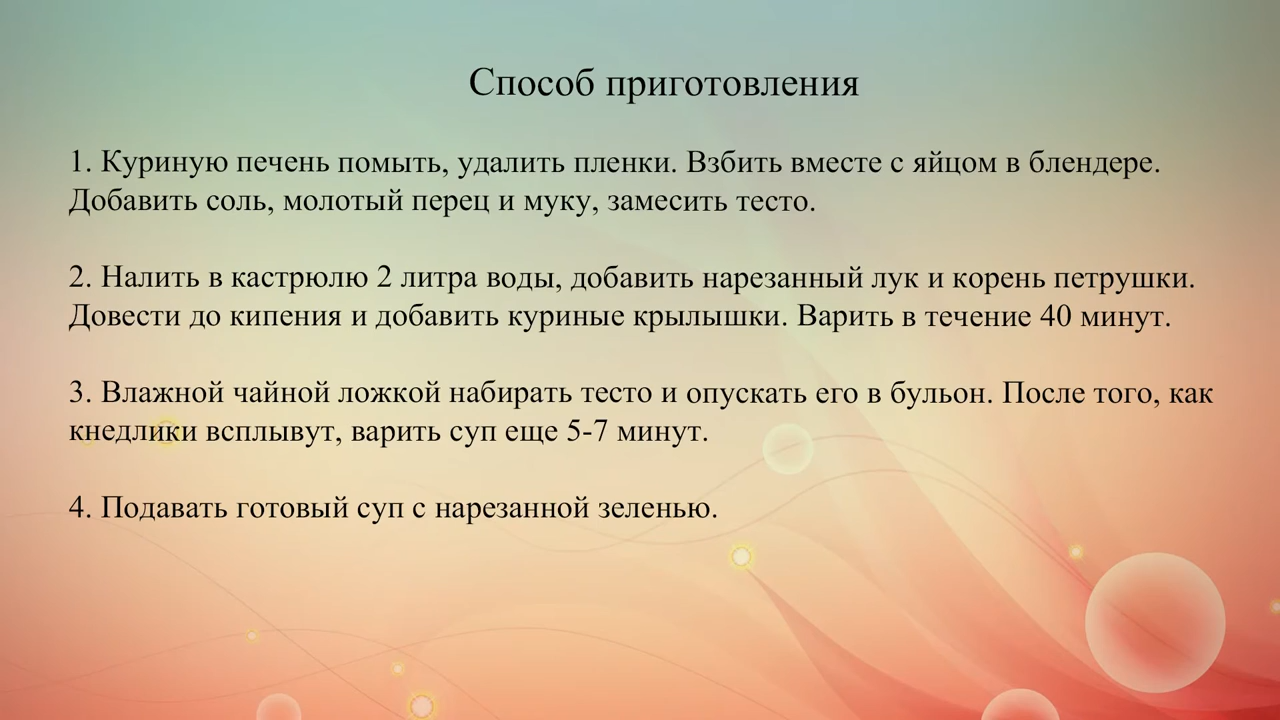 Способ приготовления
1. Куриную печень помыть, удалить пленки. Взбить вместе с яйцом в блендере.
Добавить соль, молотый перец и муку, замесить тесто.
2. Налить в кастрюлю 2 литра воды, добавить нарезанный лук и корень петрушки.
Довести до кипения и добавить куриные крылышки. Варить в течение 40 минут.
3. Влажной чайной ложкой набирать тесто и опускать его в бульон. После того, как
кнедлики всплывут, варить суп еще 5-7 минут.
4. Подавать готовый суп с нарезанной зеленью.